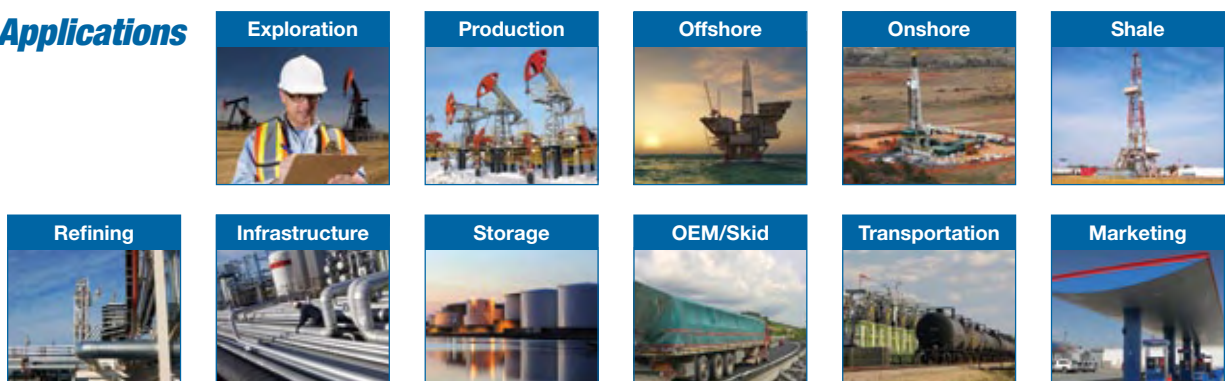 Applications
Exploration
Production
Offshore
Onshore
Shale
Refining
Infrastructure
Storage
OEM/Skid
Transportation
Marketing